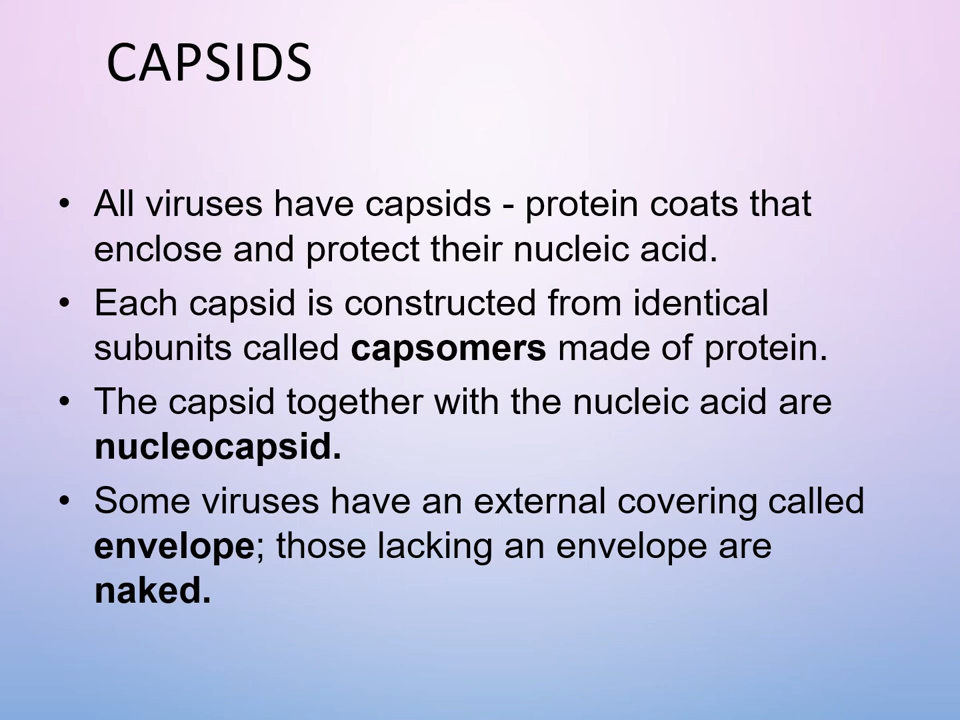 CAPSIDS
• All viruses have capsids - protein coats that
enclose and protect their nucleic acid.
• Each capsid is constructed from identical
subunits called capsomers made of protein.
• The capsid together with the nucleic acid are
nucleocapsid.
• Some viruses have an external covering called
envelope; those lacking an envelope are
naked.